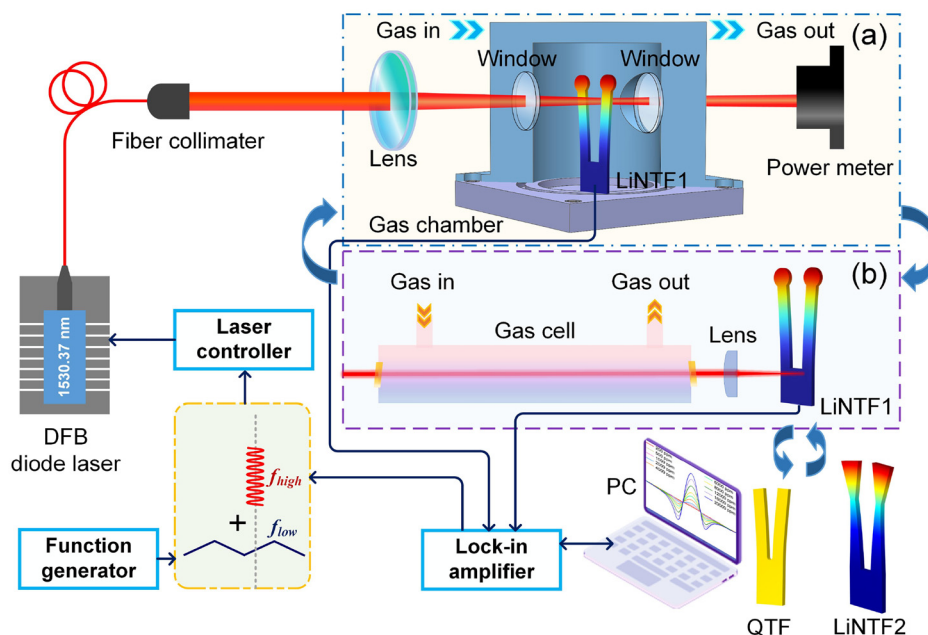 Gas in
Gas out
(a)
Window
Window
Fiber collimater
Lens
Power meter
LiNTF1
Gas chamber
(b)
Gas in
Gas out
Gas cell
Lens
LiNTF1
1530.37 nm
Laser
controller
DFB
diode laser
fhigh
+
flow
Function
generator
Lock-in
amplifier
PC
QTF
LiNTF2